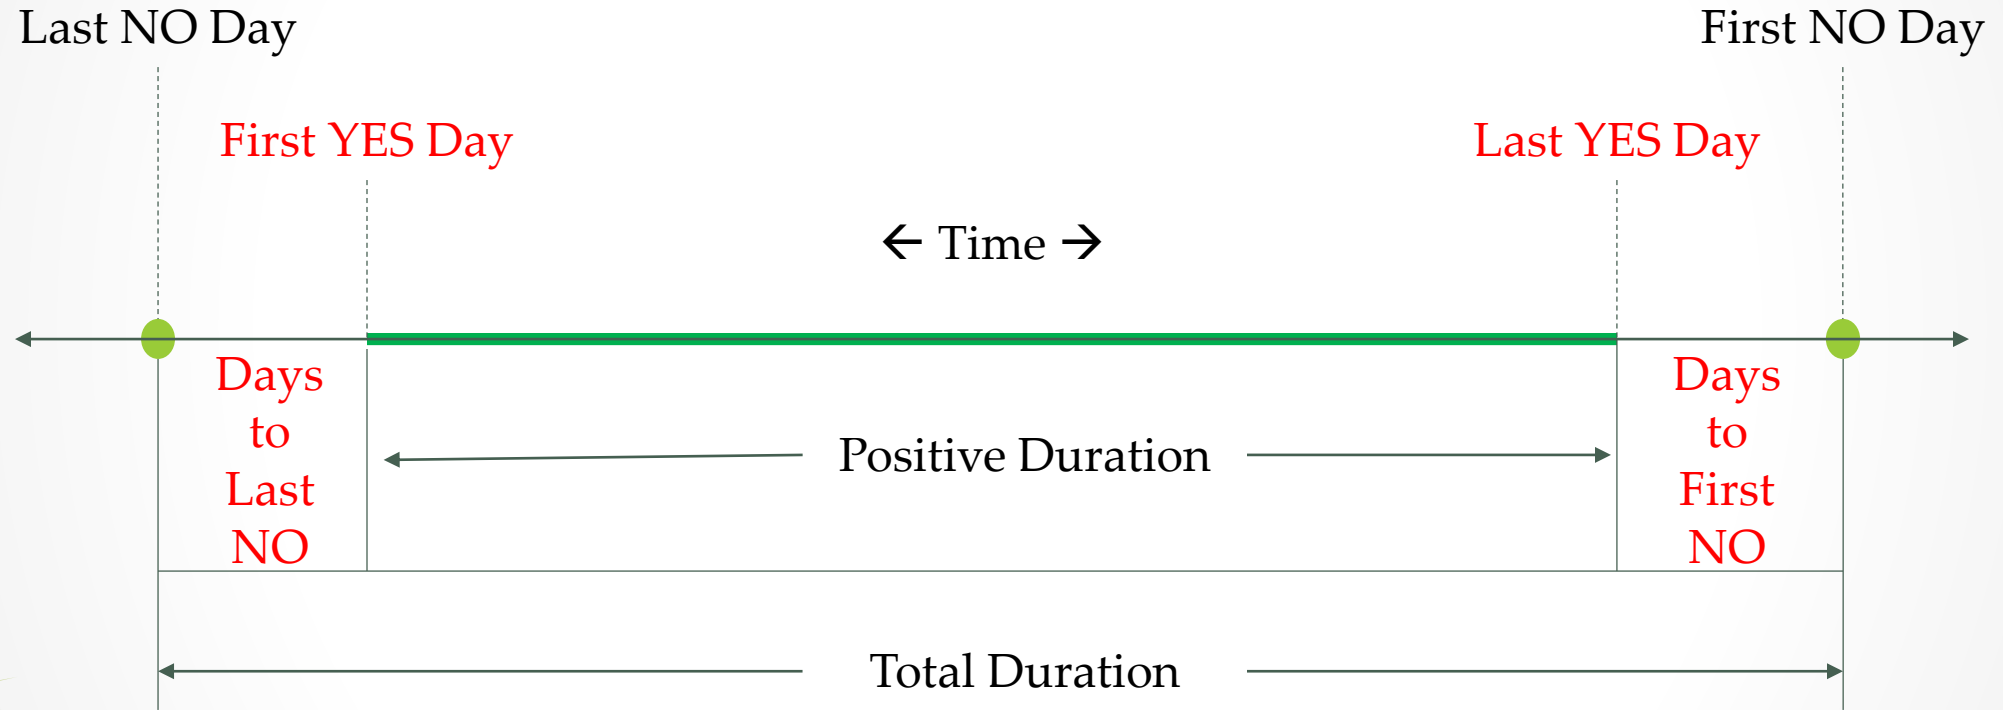 Last NO Day
First NO Day
First YES Day
Last YES Day
← Time →
Days
to
Last
NO
Positive Duration
Days
to
First
NO
Total Duration